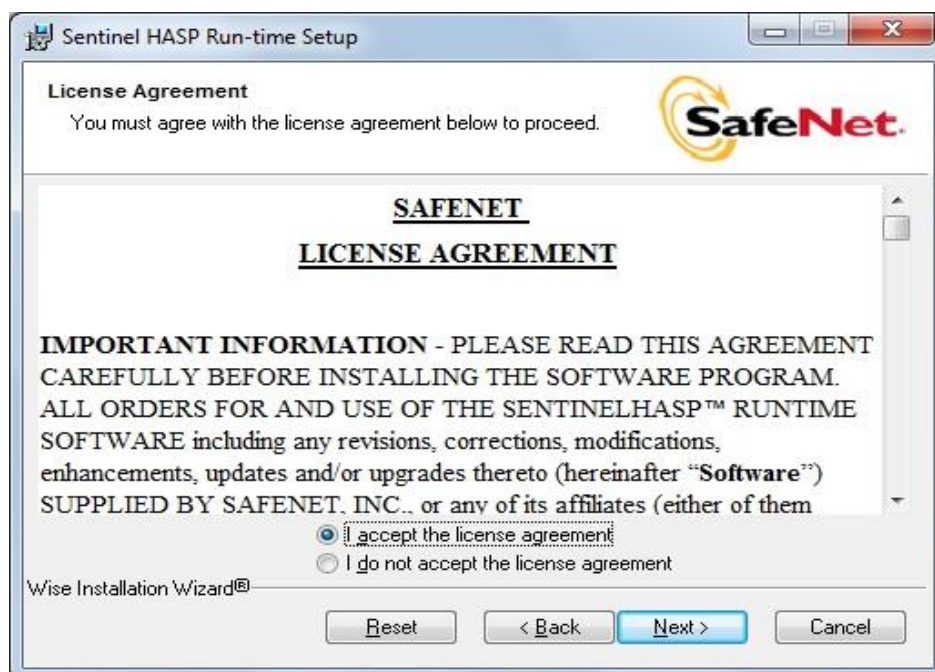 Sentinel HASP Run-time Setup
License Agreement
You must agree with the license agreement below to proceed.
SafeNet.
SAFENET
LICENSE AGREEMENT
IMPORTANT INFORMATION - PLEASE READ THIS AGREEMENT
CAREFULLY BEFORE INSTALLING THE SOFTWARE PROGRAM.
ALL ORDERS FOR AND USE OF THE SENTINELHASP™ RUNTIME
SOFTWARE including any revisions, corrections, modifications,
enhancements, updates and/or upgrades thereto (hereinafter “Software”)
SUPPLIED BY SAFENET, INC., or any of its affiliates (either of them
I accept the license agreement
I do not accept the license agreement
Wise Installation Wizard®
Reset
< Back
Next >
Cancel